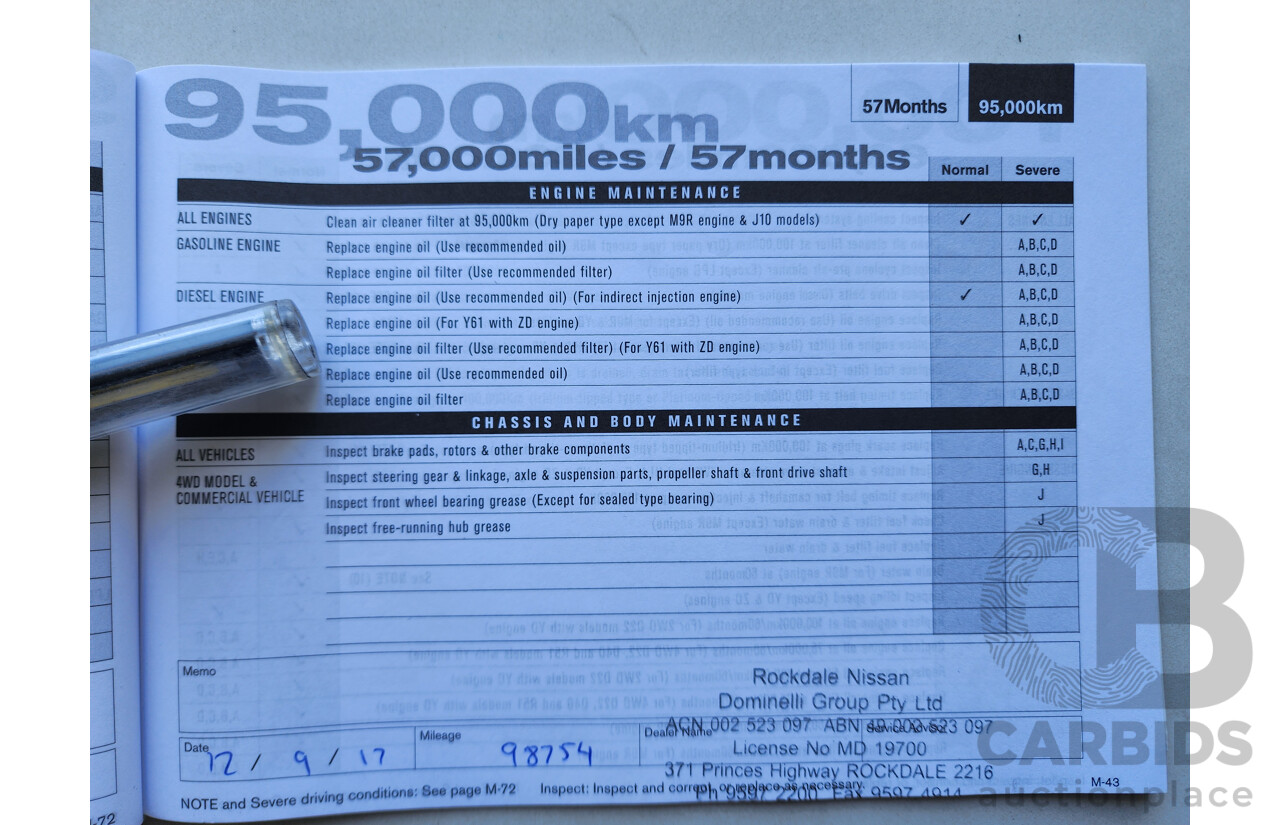 95,000km
57,000miles / 57months
57Months
95,000km
Normal Severe
ENGINE MAINTENANCE
ALL ENGINES Clean air cleaner filter at 95,000km (Dry paper type except M9R engine & J10 models) ✓ ✓
GASOLINE ENGINE Replace engine oil (Use recommended oil) A,B,C,D
Replace engine oil filter (Use recommended filter) A,B,C,D
DIESEL ENGINE Replace engine oil (Use recommended oil) (For indirect injection engine) ✓ A,B,C,D
Replace engine oil (For Y61 with ZD engine) A,B,C,D
Replace engine oil filter (Use recommended filter) (For Y61 with ZD engine) A,B,C,D
Replace engine oil (Use recommended oil) A,B,C,D
Replace engine oil filter A,B,C,D
CHASSIS AND BODY MAINTENANCE
ALL VEHICLES Inspect brake pads, rotors & other brake components A,C,G,H,I
4WD MODEL & Inspect steering gear & linkage, axle & suspension parts, propeller shaft & front drive shaft G,H
COMMERCIAL VEHICLE Inspect front wheel bearing grease (Except for sealed type bearing) J
Inspect free-running hub grease J
Memo
Rockdale Nissan
Dominelli Group Pty Ltd
ACN 002 523 097 ABN 49 002 523 097
License No MD 19700
371 Princes Highway ROCKDALE 2216
Ph 9597 2200 Fax 9597 4914
Date 12 / 9 / 17
Mileage 98754
Dealer Name
Service Advisor
NOTE and Severe driving conditions: See page M-72 Inspect: Inspect and correct, or replace as necessary.
M-43
-72
CB
CARBIDS
auctionplace